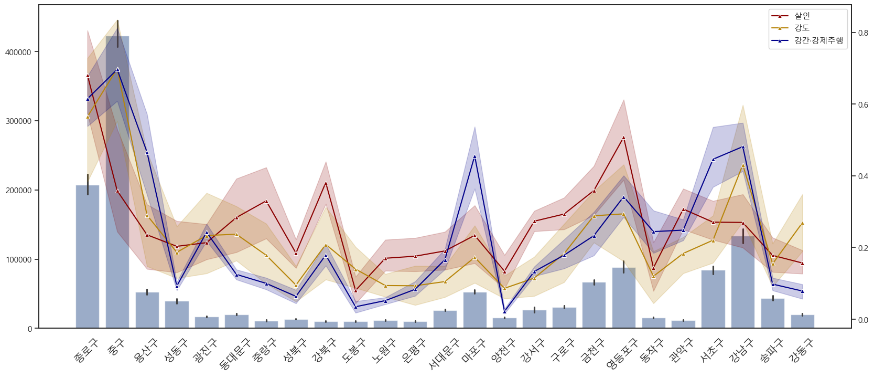 살인
강도
강간·강제추행
400000
300000
200000
100000
0
0.8
0.6
0.4
0.2
0.0
종로구 중구 용산구 성동구 광진구 동대문구 중랑구 성북구 강북구 도봉구 노원구 은평구 서대문구 마포구 양천구 강서구 구로구 금천구 영등포구 동작구 관악구 서초구 강남구 송파구 강동구